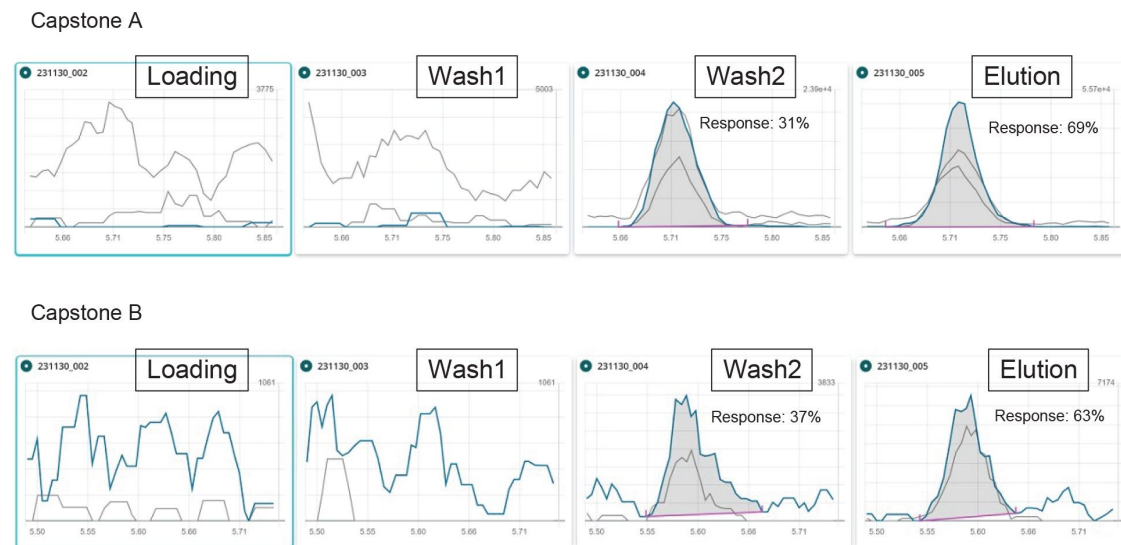 Capstone A
231130_002
Loading
3775
5.66 5.71 5.76 5.80 5.85
231130_003
Wash1
5003
5.66 5.71 5.75 5.80 5.85
231130_004
Wash2
2.39e+4
Response: 31%
5.66 5.71 5.75 5.80 5.85
231130_005
Elution
5.57e+4
Response: 69%
5.66 5.71 5.75 5.80 5.85
Capstone B
231130_002
Loading
1061
5.50 5.55 5.60 5.66 5.71
231130_003
Wash1
1061
5.50 5.55 5.60 5.66 5.71
231130_004
Wash2
3833
Response: 37%
5.50 5.55 5.60 5.66 5.71
231130_005
Elution
7174
Response: 63%
5.50 5.55 5.60 5.66 5.71